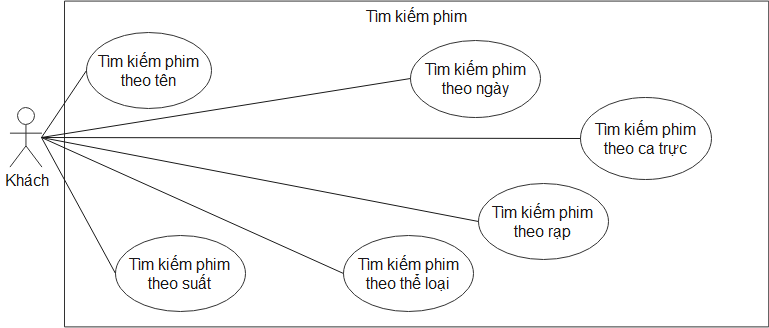 Tìm kiếm phim
Tìm kiếm phim
theo tên
Tìm kiếm phim
theo ngày
Tìm kiếm phim
theo ca trực
Khách
Tìm kiếm phim
theo rạp
Tìm kiếm phim
theo suất
Tìm kiếm phim
theo thể loại